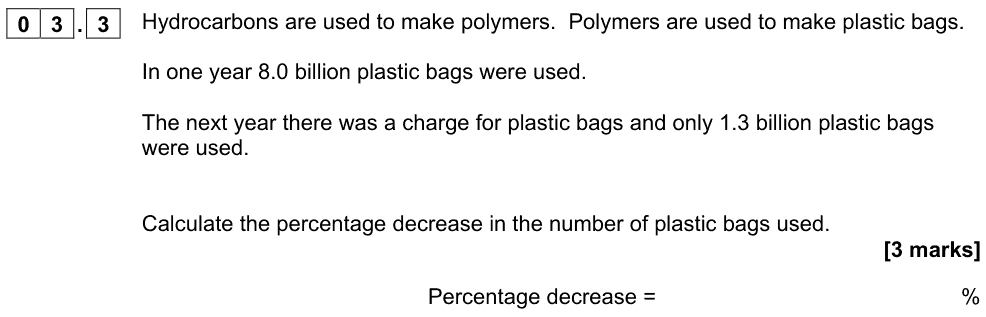 0 3 . 3 Hydrocarbons are used to make polymers. Polymers are used to make plastic bags.
In one year 8.0 billion plastic bags were used.
The next year there was a charge for plastic bags and only 1.3 billion plastic bags
were used.
Calculate the percentage decrease in the number of plastic bags used.
[3 marks]
Percentage decrease = %